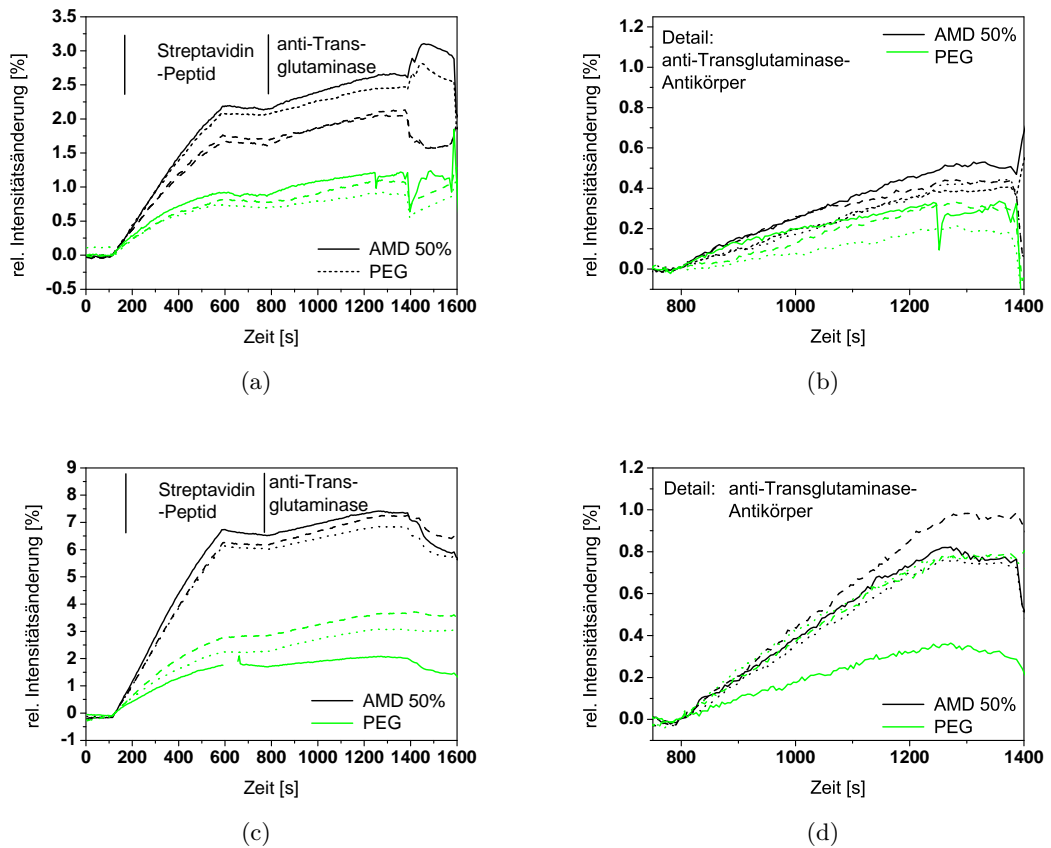 3.5
3.0
2.5
2.0
1.5
1.0
0.5
0.0
-0.5
0 200 400 600 800 1000 1200 1400 1600
rel. Intensitätsänderung [%]
Zeit [s]
Streptavidin
-Peptid
anti-Trans-
glutaminase
AMD 50%
PEG
(a)
1.2
1.0
0.8
0.6
0.4
0.2
0.0
800 1000 1200 1400
rel. Intensitätsänderung [%]
Zeit [s]
Detail:
anti-Transglutaminase-
Antikörper
AMD 50%
PEG
(b)
9
8
7
6
5
4
3
2
1
0
-1
0 200 400 600 800 1000 1200 1400 1600
rel. Intensitätsänderung [%]
Zeit [s]
Streptavidin
-Peptid
anti-Trans-
glutaminase
AMD 50%
PEG
(c)
1.2
1.0
0.8
0.6
0.4
0.2
0.0
800 1000 1200 1400
rel. Intensitätsänderung [%]
Zeit [s]
Detail: anti-Transglutaminase-
Antikörper
AMD 50%
PEG
(d)